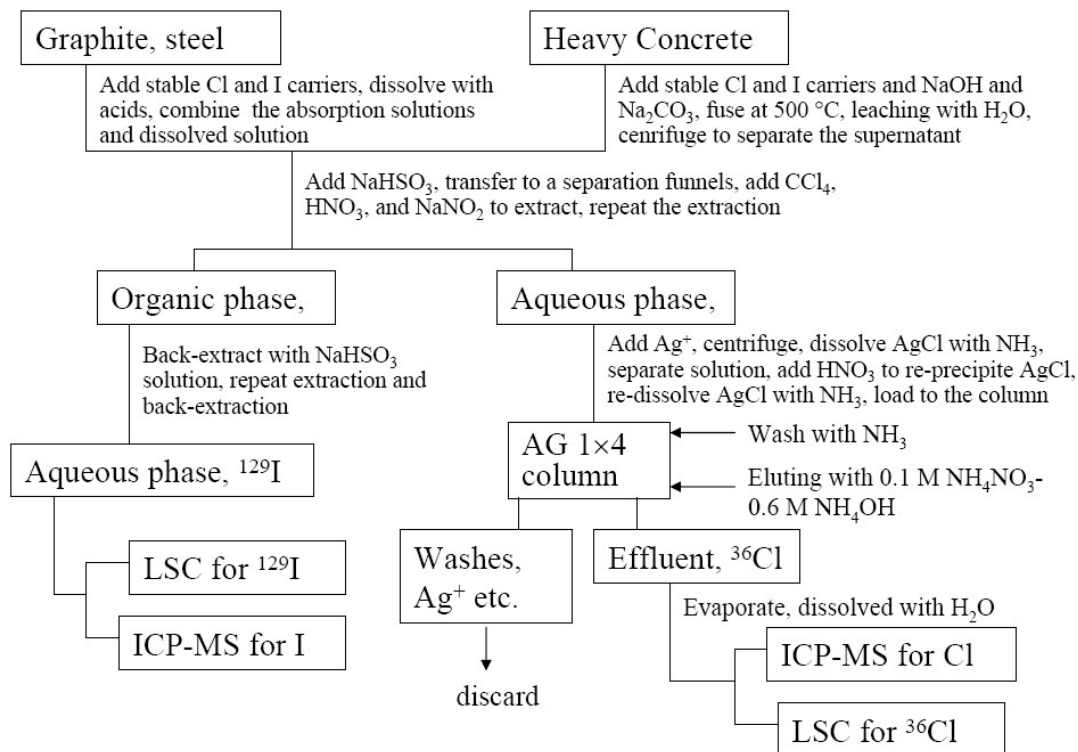 Graphite, steel
Heavy Concrete
Add stable Cl and I carriers, dissolve with
acids, combine the absorption solutions
and dissolved solution
Add stable Cl and I carriers and NaOH and
Na₂CO₃, fuse at 500 °C, leaching with H₂O,
cenrifuge to separate the supernatant
Add NaHSO₃, transfer to a separation funnels, add CCl₄,
HNO₃, and NaNO₂ to extract, repeat the extraction
Organic phase,
Aqueous phase,
Back-extract with NaHSO₃
solution, repeat extraction and
back-extraction
Add Ag⁺, centrifuge, dissolve AgCl with NH₃,
separate solution, add HNO₃ to re-precipite AgCl,
re-dissolve AgCl with NH₃, load to the column
Aqueous phase, ¹²⁹I
AG 1×4
column
Wash with NH₃
Eluting with 0.1 M NH₄NO₃-
0.6 M NH₄OH
LSC for ¹²⁹I
ICP-MS for I
Washes,
Ag⁺ etc.
discard
Effluent, ³⁶Cl
Evaporate, dissolved with H₂O
ICP-MS for Cl
LSC for ³⁶Cl